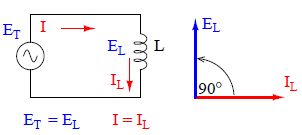 I
E_T
E_L
L
I_L
E_T = E_L I = I_L
E_L
90°
I_L